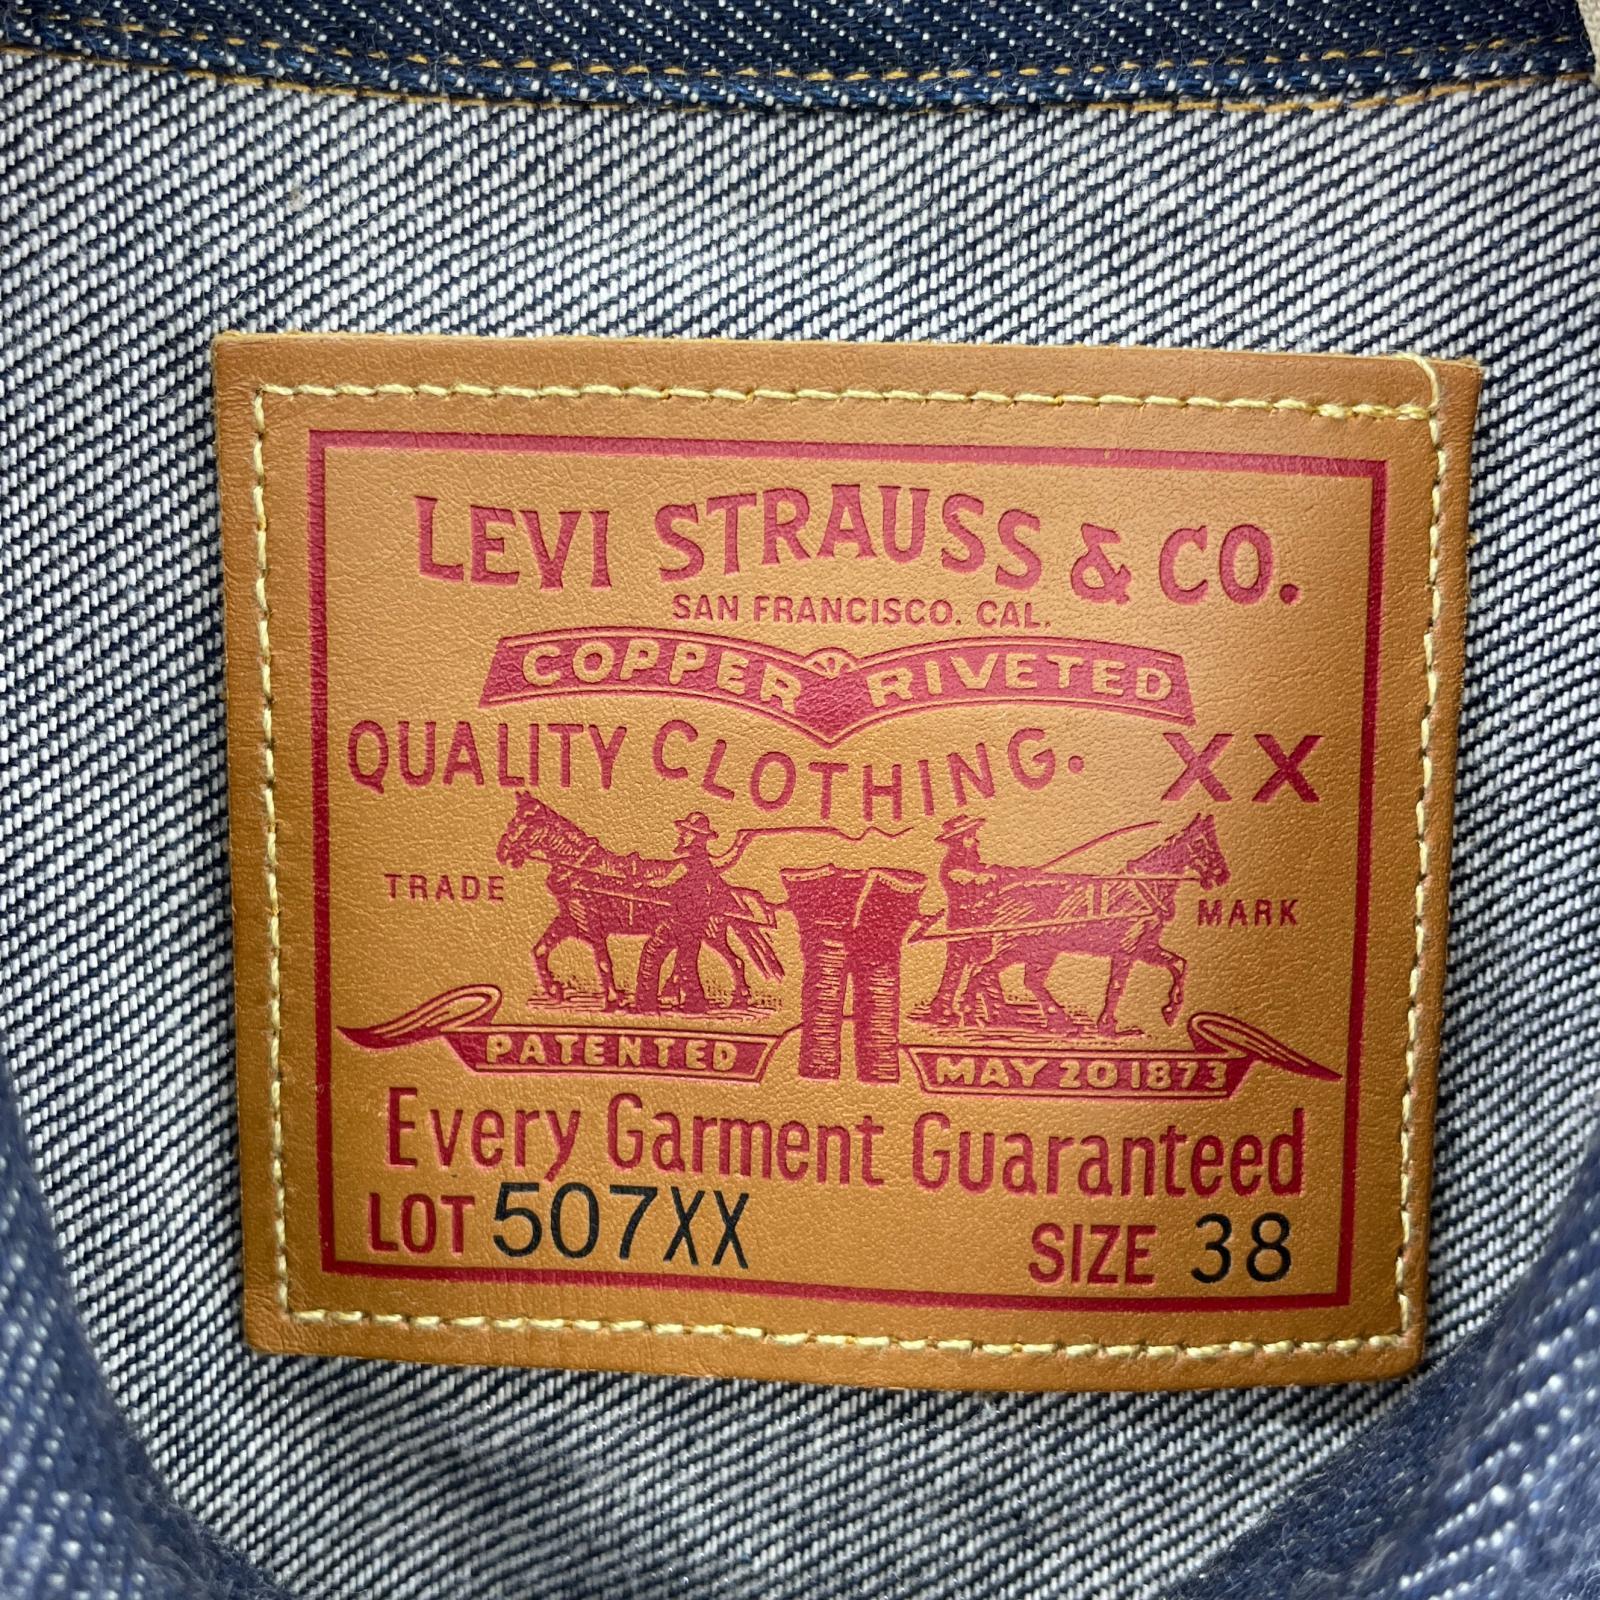 LEVI STRAUSS & CO.
SAN FRANCISCO. CAL.
COPPER RIVETED
QUALITY CLOTHING. XX
TRADE MARK
PATENTED MAY 20 1873
Every Garment Guaranteed
LOT 507XX SIZE 38